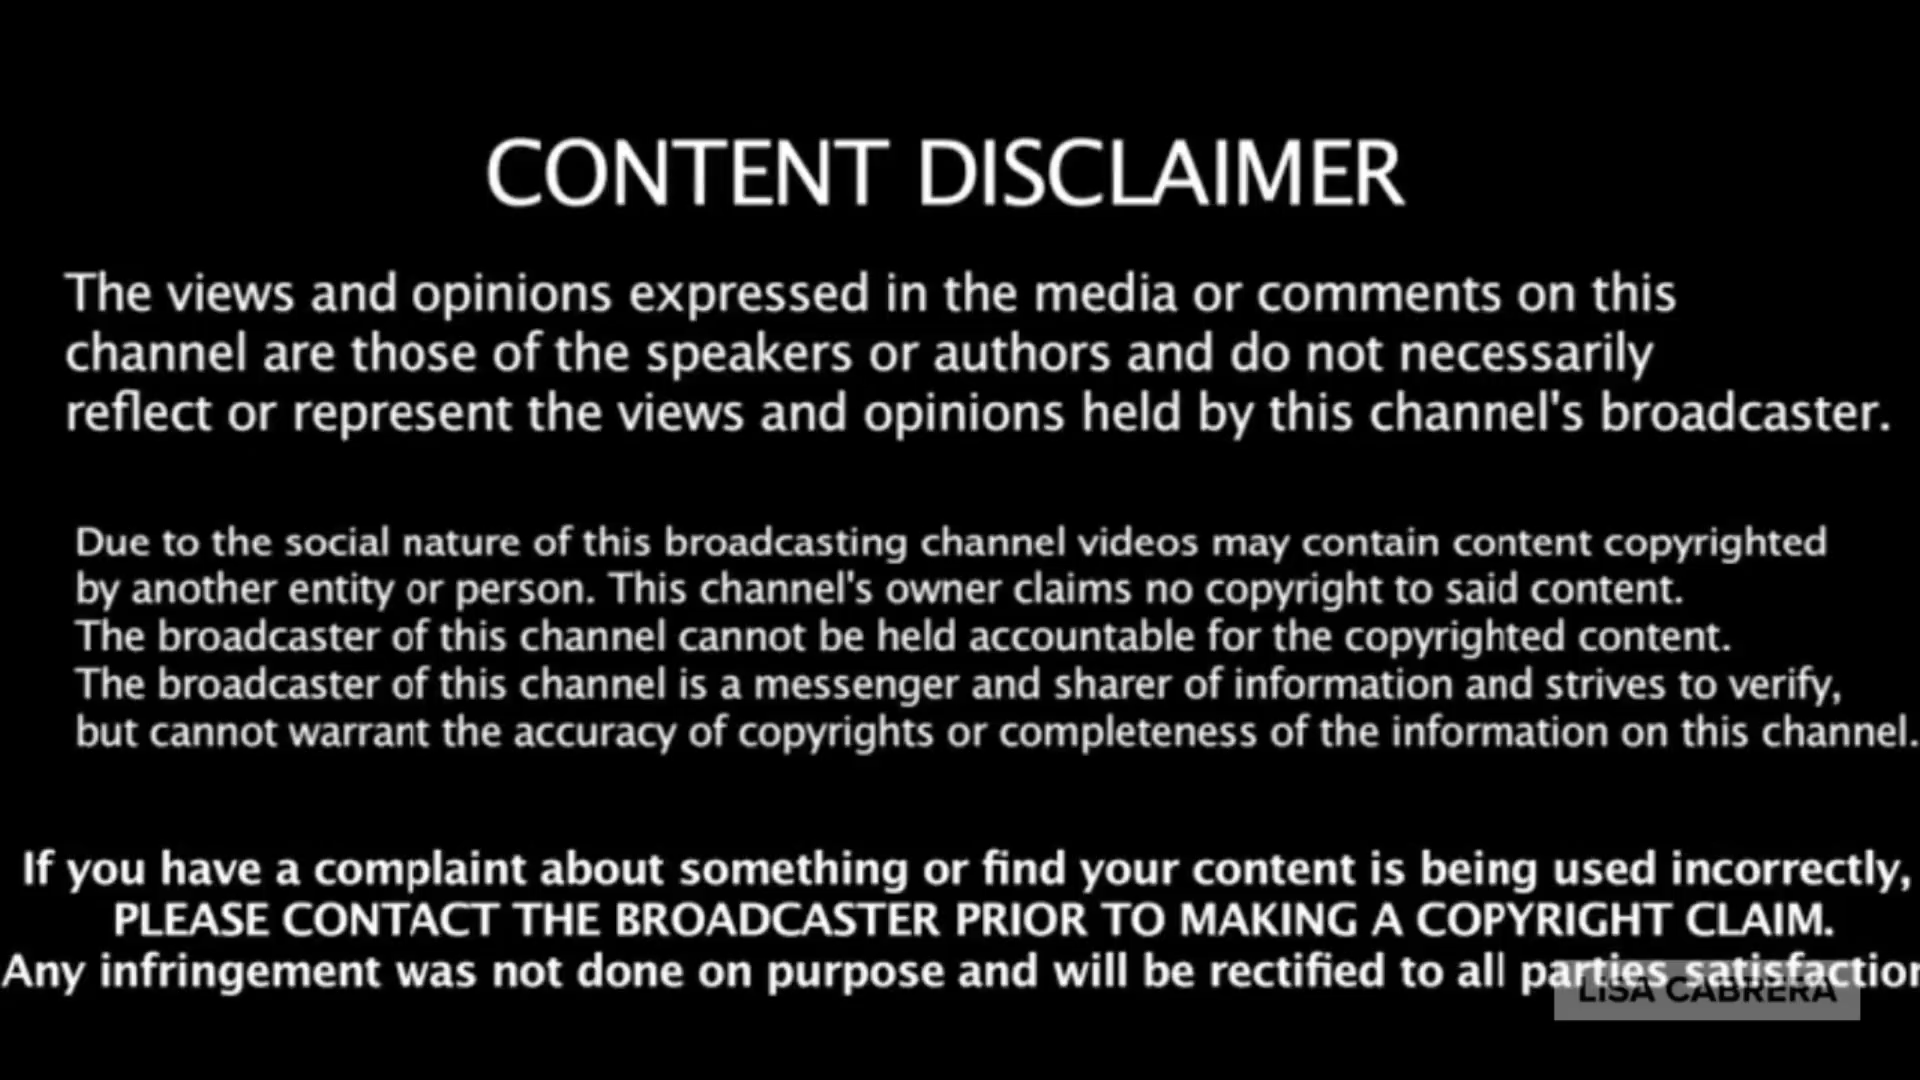 CONTENT DISCLAIMER
The views and opinions expressed in the media or comments on this
channel are those of the speakers or authors and do not necessarily
reflect or represent the views and opinions held by this channel's broadcaster.
Due to the social nature of this broadcasting channel videos may contain content copyrighted
by another entity or person. This channel's owner claims no copyright to said content.
The broadcaster of this channel cannot be held accountable for the copyrighted content.
The broadcaster of this channel is a messenger and sharer of information and strives to verify,
but cannot warrant the accuracy of copyrights or completeness of the information on this channel.
If you have a complaint about something or find your content is being used incorrectly,
PLEASE CONTACT THE BROADCASTER PRIOR TO MAKING A COPYRIGHT CLAIM.
Any infringement was not done on purpose and will be rectified to all parties satisfaction
LISA CABRERA